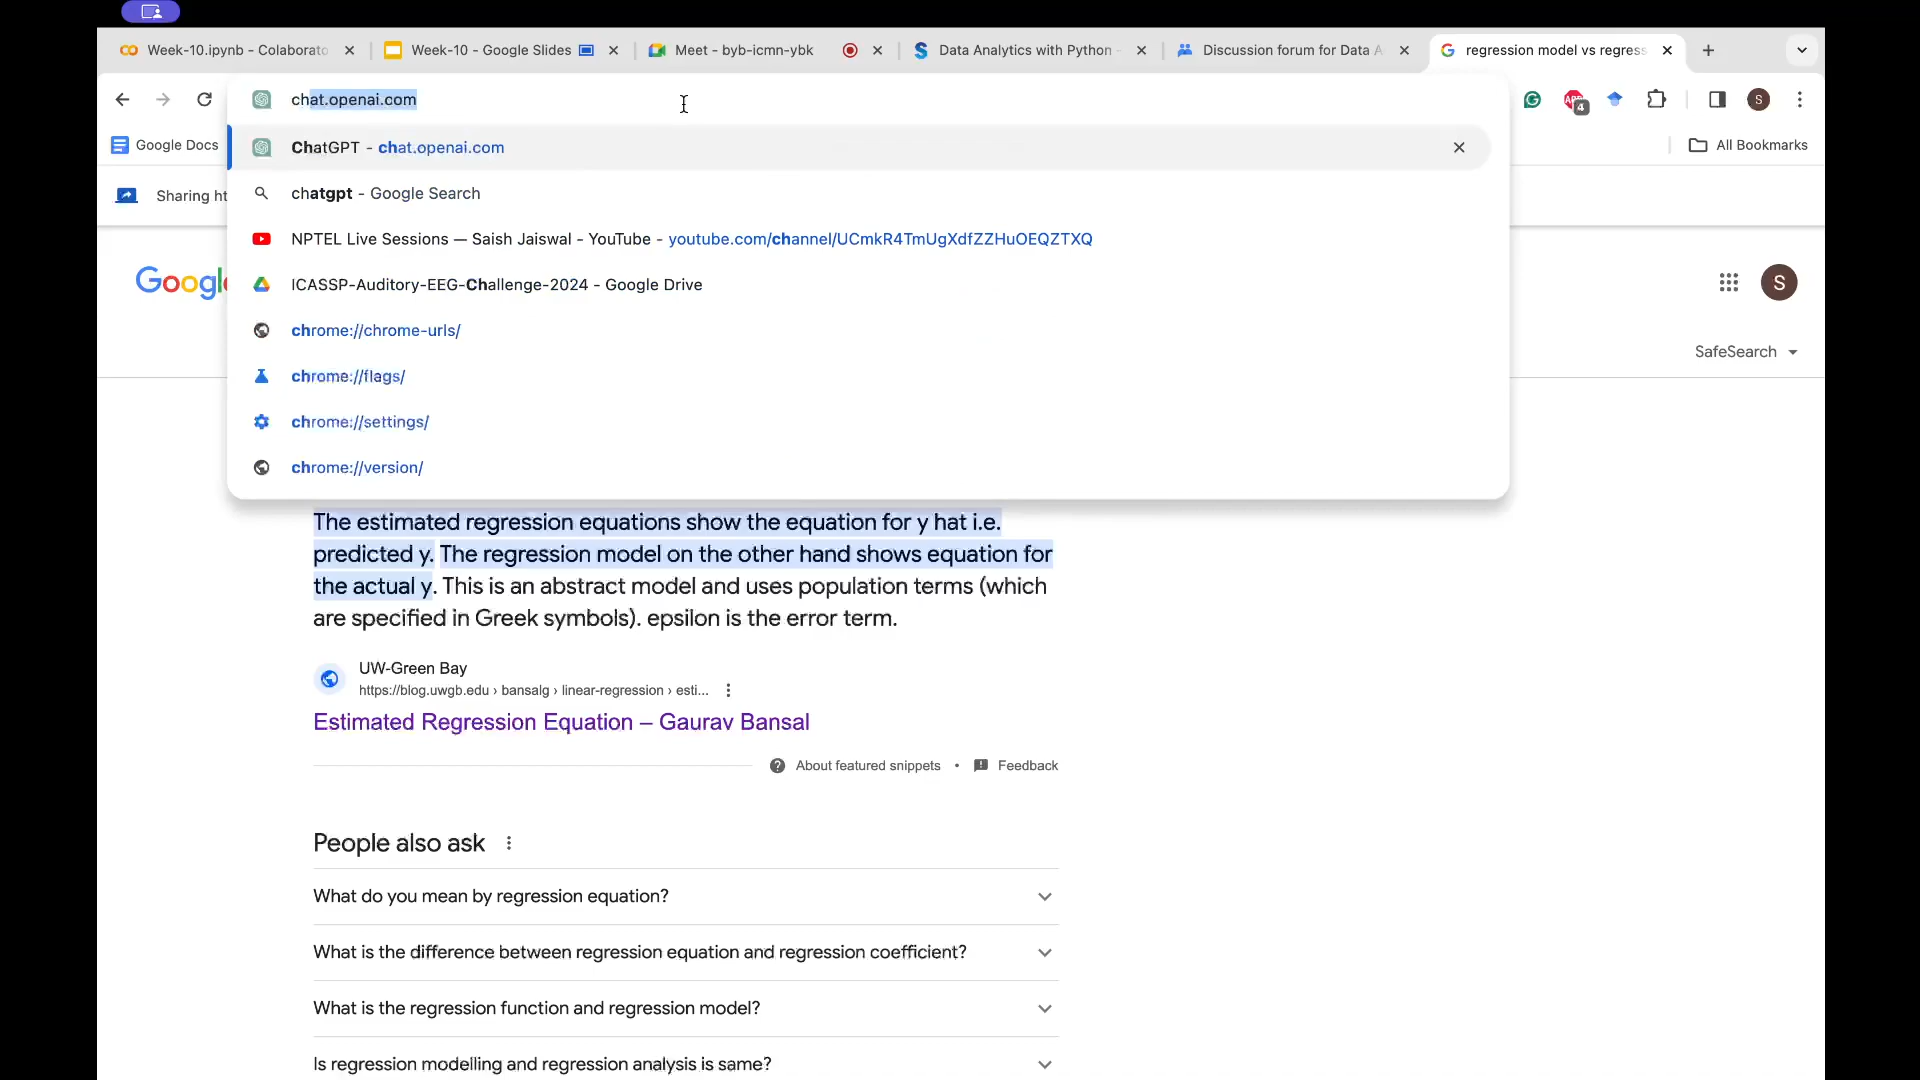 Week-10.ipynb - Colaborato
Week-10 - Google Slides
Meet - byb-icmn-ybk
Data Analytics with Python -
Discussion forum for Data A
regression model vs regress
chat.openai.com
4
S
Google Docs
ChatGPT - chat.openai.com
All Bookmarks
Sharing ht
chatgpt - Google Search
NPTEL Live Sessions — Saish Jaiswal - YouTube - youtube.com/channel/UCmkR4TmUgXdfZZHuOEQZTXQ
Google
ICASSP-Auditory-EEG-Challenge-2024 - Google Drive
S
chrome://chrome-urls/
SafeSearch
chrome://flags/
chrome://settings/
chrome://version/
The estimated regression equations show the equation for y hat i.e.
predicted y. The regression model on the other hand shows equation for
the actual y. This is an abstract model and uses population terms (which
are specified in Greek symbols). epsilon is the error term.
UW-Green Bay
https://blog.uwgb.edu › bansalg › linear-regression › esti...
Estimated Regression Equation – Gaurav Bansal
About featured snippets • Feedback
People also ask
What do you mean by regression equation?
What is the difference between regression equation and regression coefficient?
What is the regression function and regression model?
Is regression modelling and regression analysis is same?